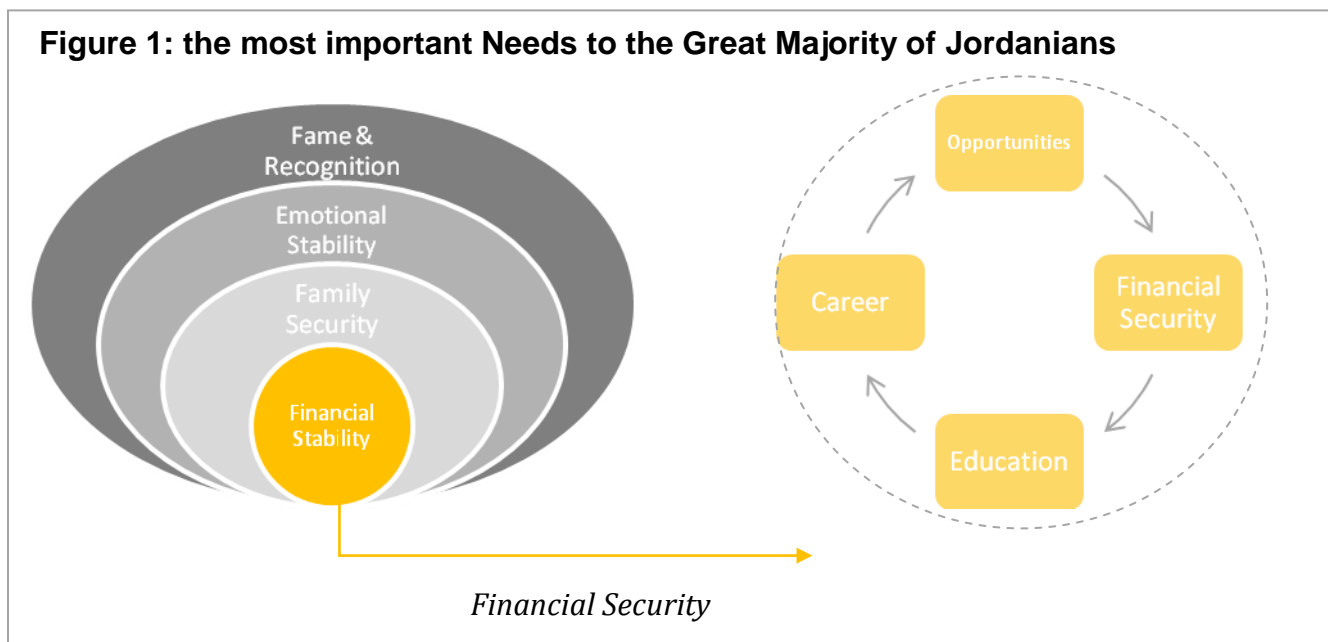 Figure 1: the most important Needs to the Great Majority of Jordanians
Fame &
Recognition
Emotional
Stability
Family
Security
Financial
Stability
Opportunities
Financial
Security
Education
Career
Financial Security